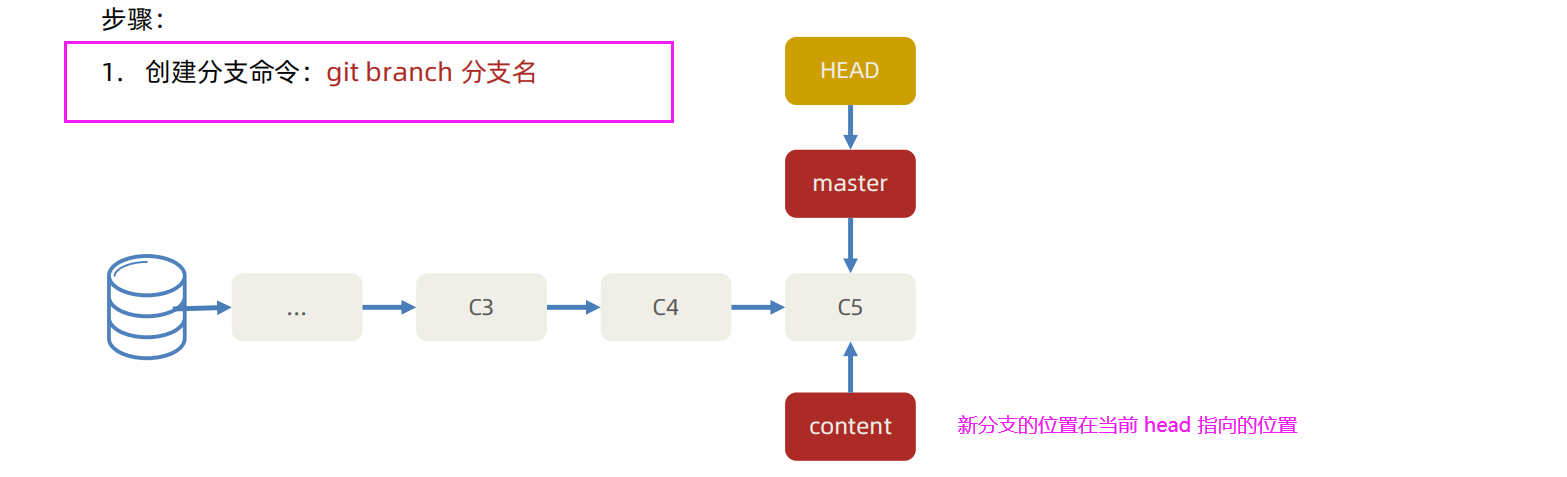 步骤：
1. 创建分支命令：git branch 分支名
HEAD
master
...
C3
C4
C5
content
新分支的位置在当前 head 指向的位置